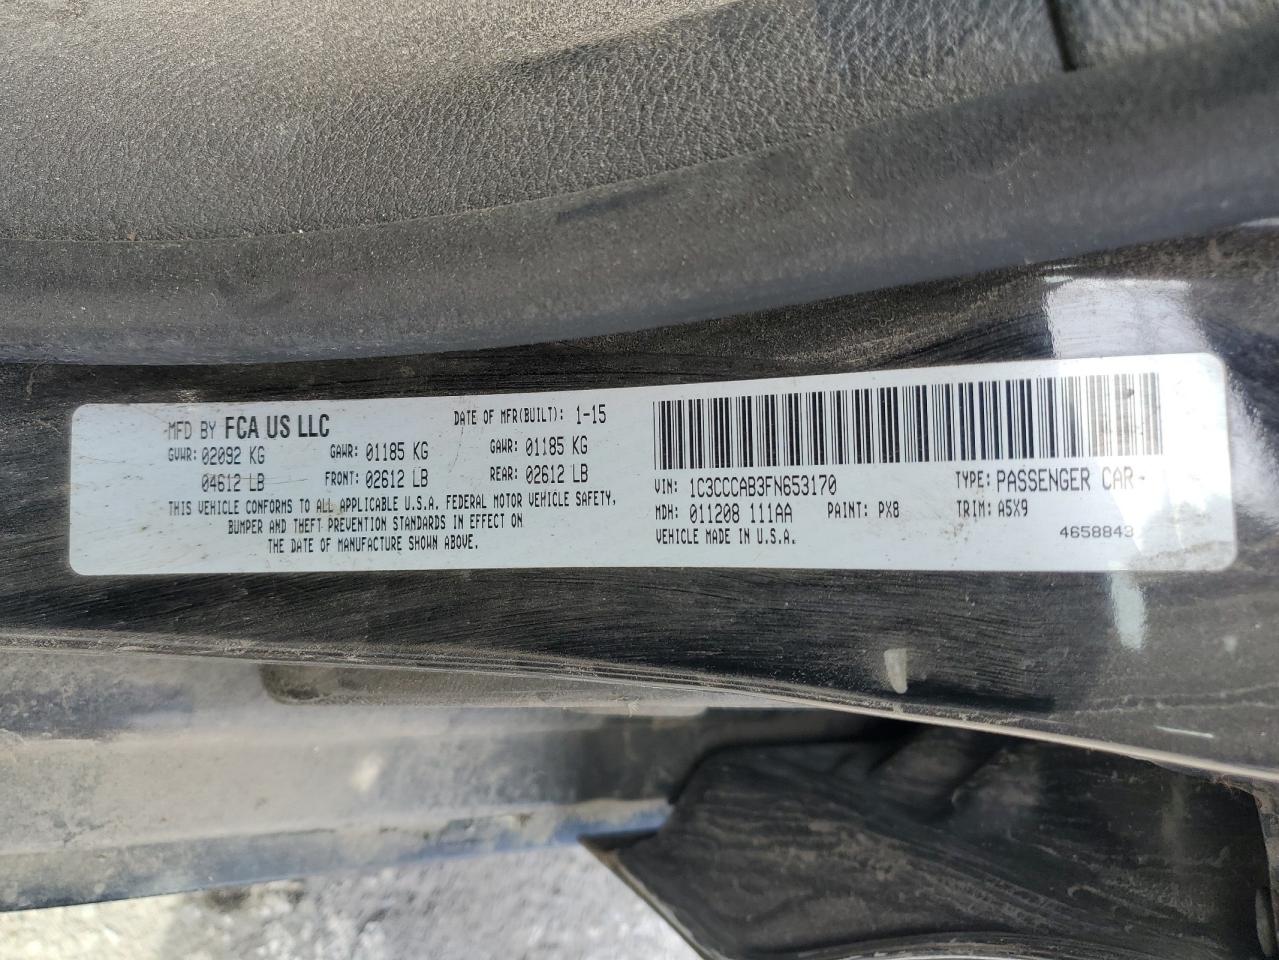 MFD BY FCA US LLC DATE OF MFR(BUILT): 1-15
GVWR: 02092 KG GAWR: 01185 KG GAWR: 01185 KG
04612 LB FRONT: 02612 LB REAR: 02612 LB
THIS VEHICLE CONFORMS TO ALL APPLICABLE U.S.A. FEDERAL MOTOR VEHICLE SAFETY,
BUMPER AND THEFT PREVENTION STANDARDS IN EFFECT ON
THE DATE OF MANUFACTURE SHOWN ABOVE.
VIN: 1C3CCCAB3FN653170 TYPE: PASSENGER CAR
MDH: 011208 111AA PAINT: PX8 TRIM: A5X9
VEHICLE MADE IN U.S.A. 4658843